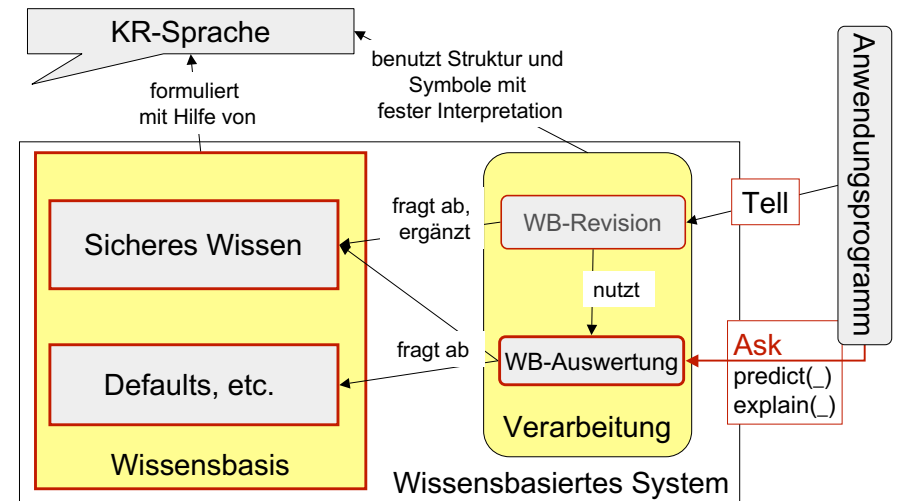 KR-Sprache
benutzt Struktur und
Symbole mit
fester Interpretation
formuliert
mit Hilfe von
Anwendungsprogramm
Tell
fragt ab,
ergänzt
WB-Revision
Sicheres Wissen
nutzt
fragt ab
WB-Auswertung
Ask
predict(_)
explain(_)
Defaults, etc.
Verarbeitung
Wissensbasis
Wissensbasiertes System